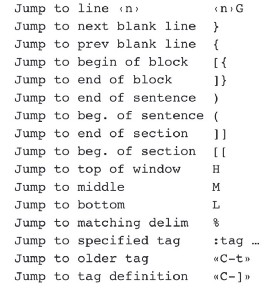 Jump to line ‹n› ‹n›G
Jump to next blank line }
Jump to prev blank line {
Jump to begin of block [{
Jump to end of block ]}
Jump to end of sentence )
Jump to beg. of sentence (
Jump to end of section ]]
Jump to beg. of section [[
Jump to top of window H
Jump to middle M
Jump to bottom L
Jump to matching delim %
Jump to specified tag :tag …
Jump to older tag «C-t»
Jump to tag definition «C-]»